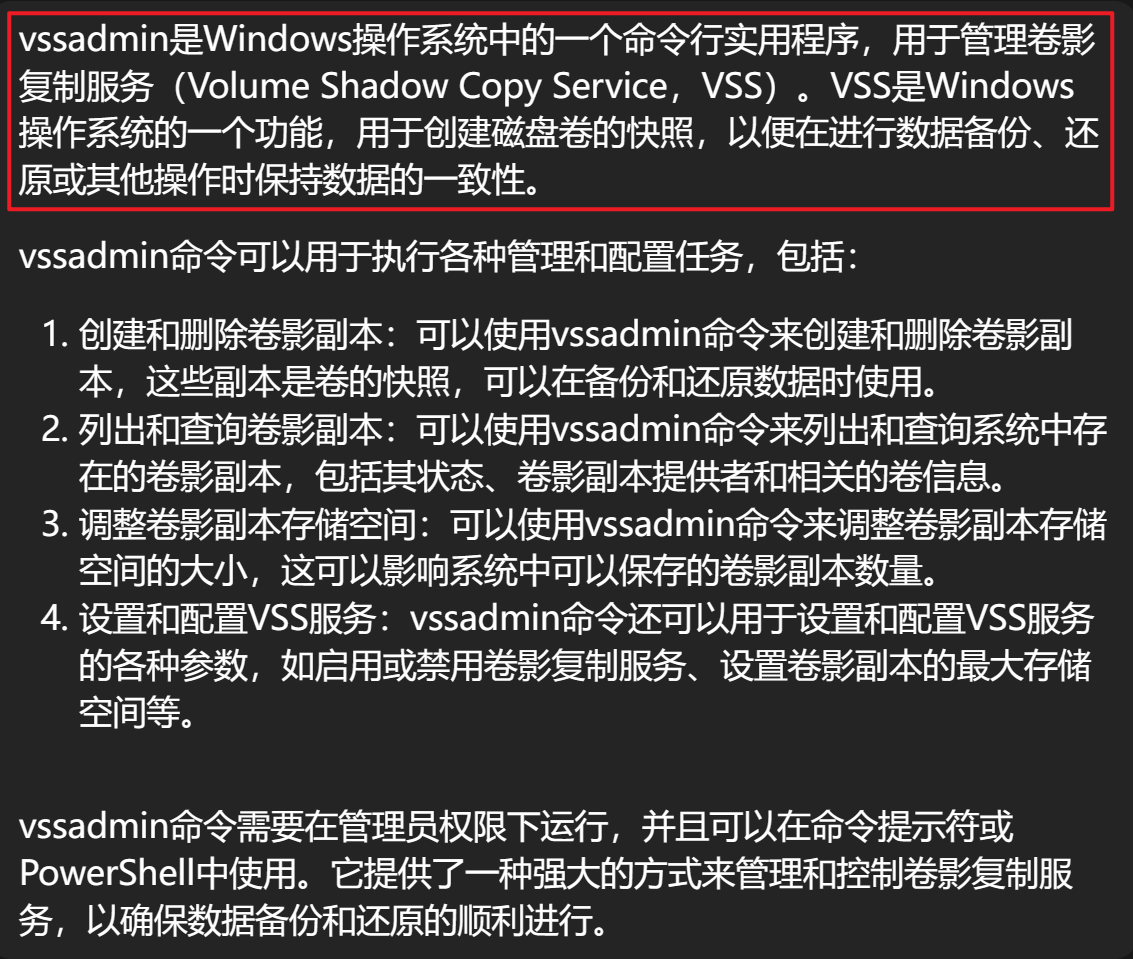 vssadmin是Windows操作系统中的一个命令行实用程序，用于管理卷影
复制服务（Volume Shadow Copy Service，VSS）。VSS是Windows
操作系统的一个功能，用于创建磁盘卷的快照，以便在进行数据备份、还
原或其他操作时保持数据的一致性。
vssadmin命令可以用于执行各种管理和配置任务，包括：
1. 创建和删除卷影副本：可以使用vssadmin命令来创建和删除卷影副
本，这些副本是卷的快照，可以在备份和还原数据时使用。
2. 列出和查询卷影副本：可以使用vssadmin命令来列出和查询系统中存
在的卷影副本，包括其状态、卷影副本提供者和相关的卷信息。
3. 调整卷影副本存储空间：可以使用vssadmin命令来调整卷影副本存储
空间的大小，这可以影响系统中可以保存的卷影副本数量。
4. 设置和配置VSS服务：vssadmin命令还可以用于设置和配置VSS服务
的各种参数，如启用或禁用卷影复制服务、设置卷影副本的最大存储
空间等。
vssadmin命令需要在管理员权限下运行，并且可以在命令提示符或
PowerShell中使用。它提供了一种强大的方式来管理和控制卷影复制服
务，以确保数据备份和还原的顺利进行。